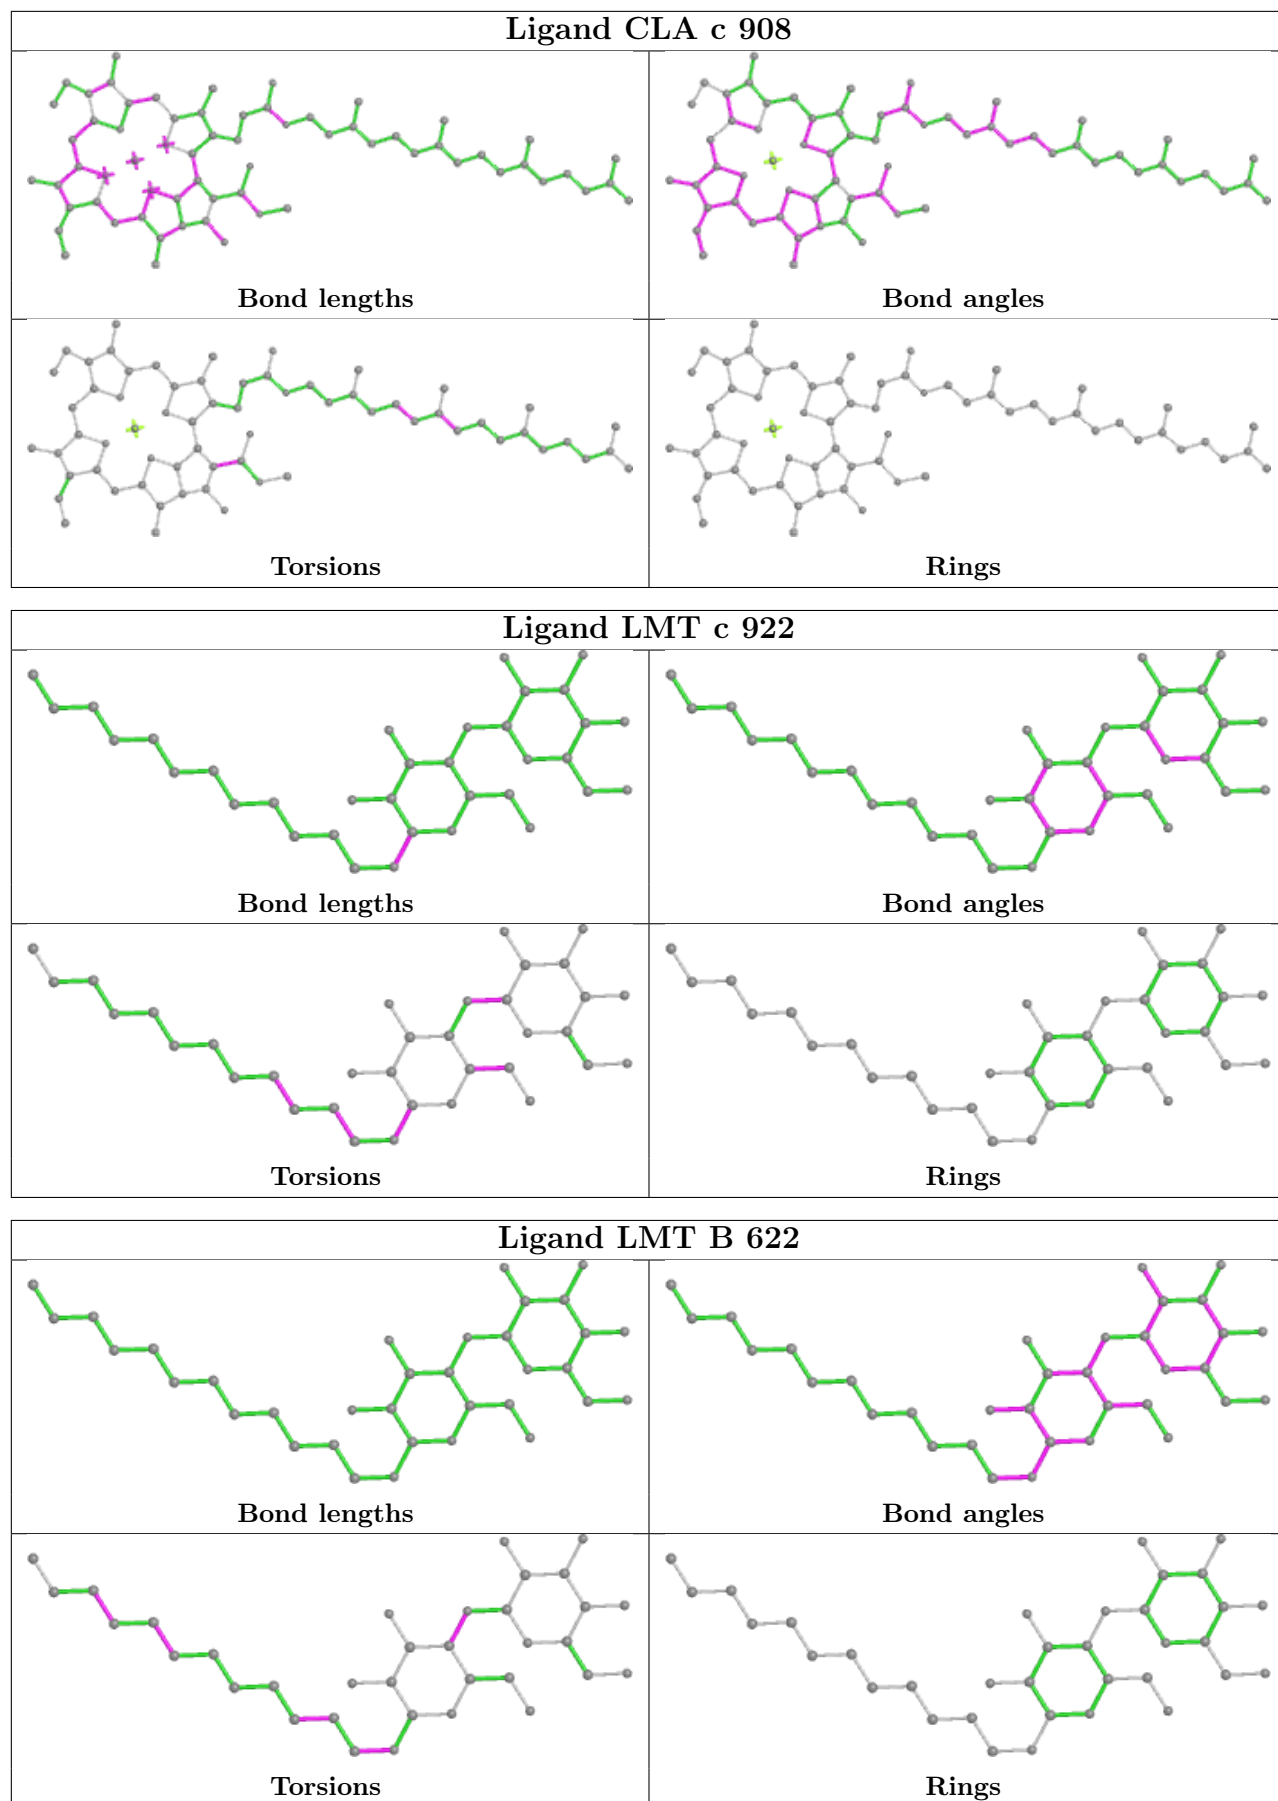 Ligand CLA c 908
Bond lengths
Bond angles
Torsions
Rings
Ligand LMT c 922
Bond lengths
Bond angles
Torsions
Rings
Ligand LMT B 622
Bond lengths
Bond angles
Torsions
Rings